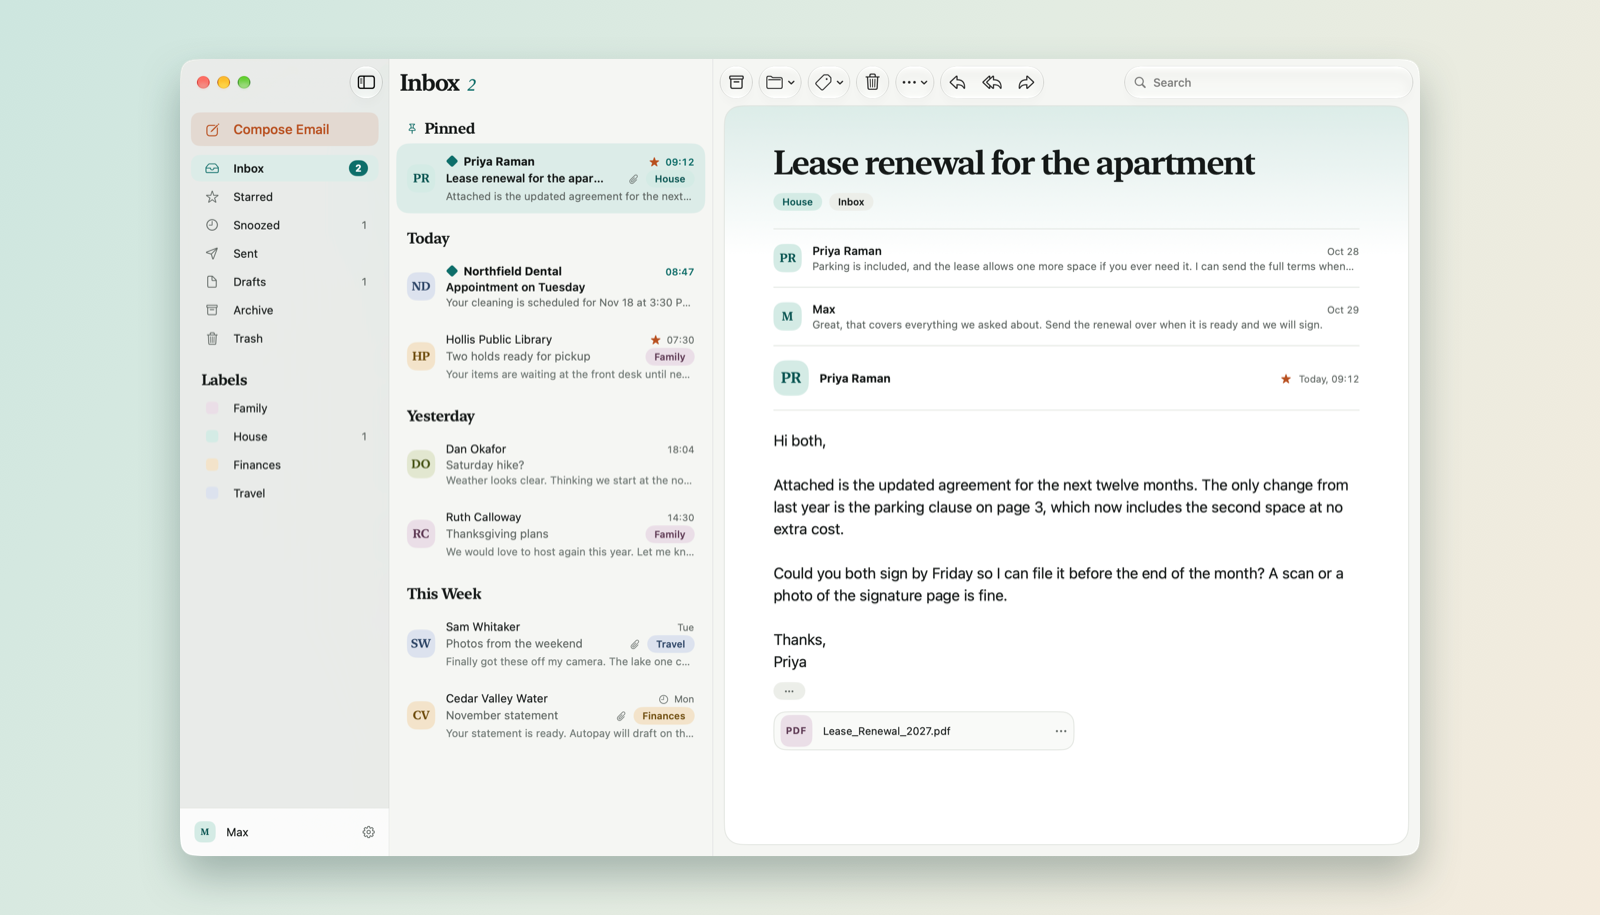 Compose Email
Inbox 2
Starred
Snoozed 1
Sent
Drafts 1
Archive
Trash
Labels
Family
House 1
Finances
Travel
M Max
Inbox 2
Pinned
PR Priya Raman 09:12
Lease renewal for the apar... House
Attached is the updated agreement for the next...
Today
ND Northfield Dental 08:47
Appointment on Tuesday
Your cleaning is scheduled for Nov 18 at 3:30 P...
HP Hollis Public Library 07:30
Two holds ready for pickup Family
Your items are waiting at the front desk until ne...
Yesterday
DO Dan Okafor 18:04
Saturday hike?
Weather looks clear. Thinking we start at the no...
RC Ruth Calloway 14:30
Thanksgiving plans Family
We would love to host again this year. Let me kn...
This Week
SW Sam Whitaker Tue
Photos from the weekend Travel
Finally got these off my camera. The lake one c...
CV Cedar Valley Water Mon
November statement Finances
Your statement is ready. Autopay will draft on th...
Search
Lease renewal for the apartment
House Inbox
PR Priya Raman Oct 28
Parking is included, and the lease allows one more space if you ever need it. I can send the full terms when...
M Max Oct 29
Great, that covers everything we asked about. Send the renewal over when it is ready and we will sign.
PR Priya Raman Today, 09:12
Hi both,
Attached is the updated agreement for the next twelve months. The only change from
last year is the parking clause on page 3, which now includes the second space at no
extra cost.
Could you both sign by Friday so I can file it before the end of the month? A scan or a
photo of the signature page is fine.
Thanks,
Priya
PDF Lease_Renewal_2027.pdf